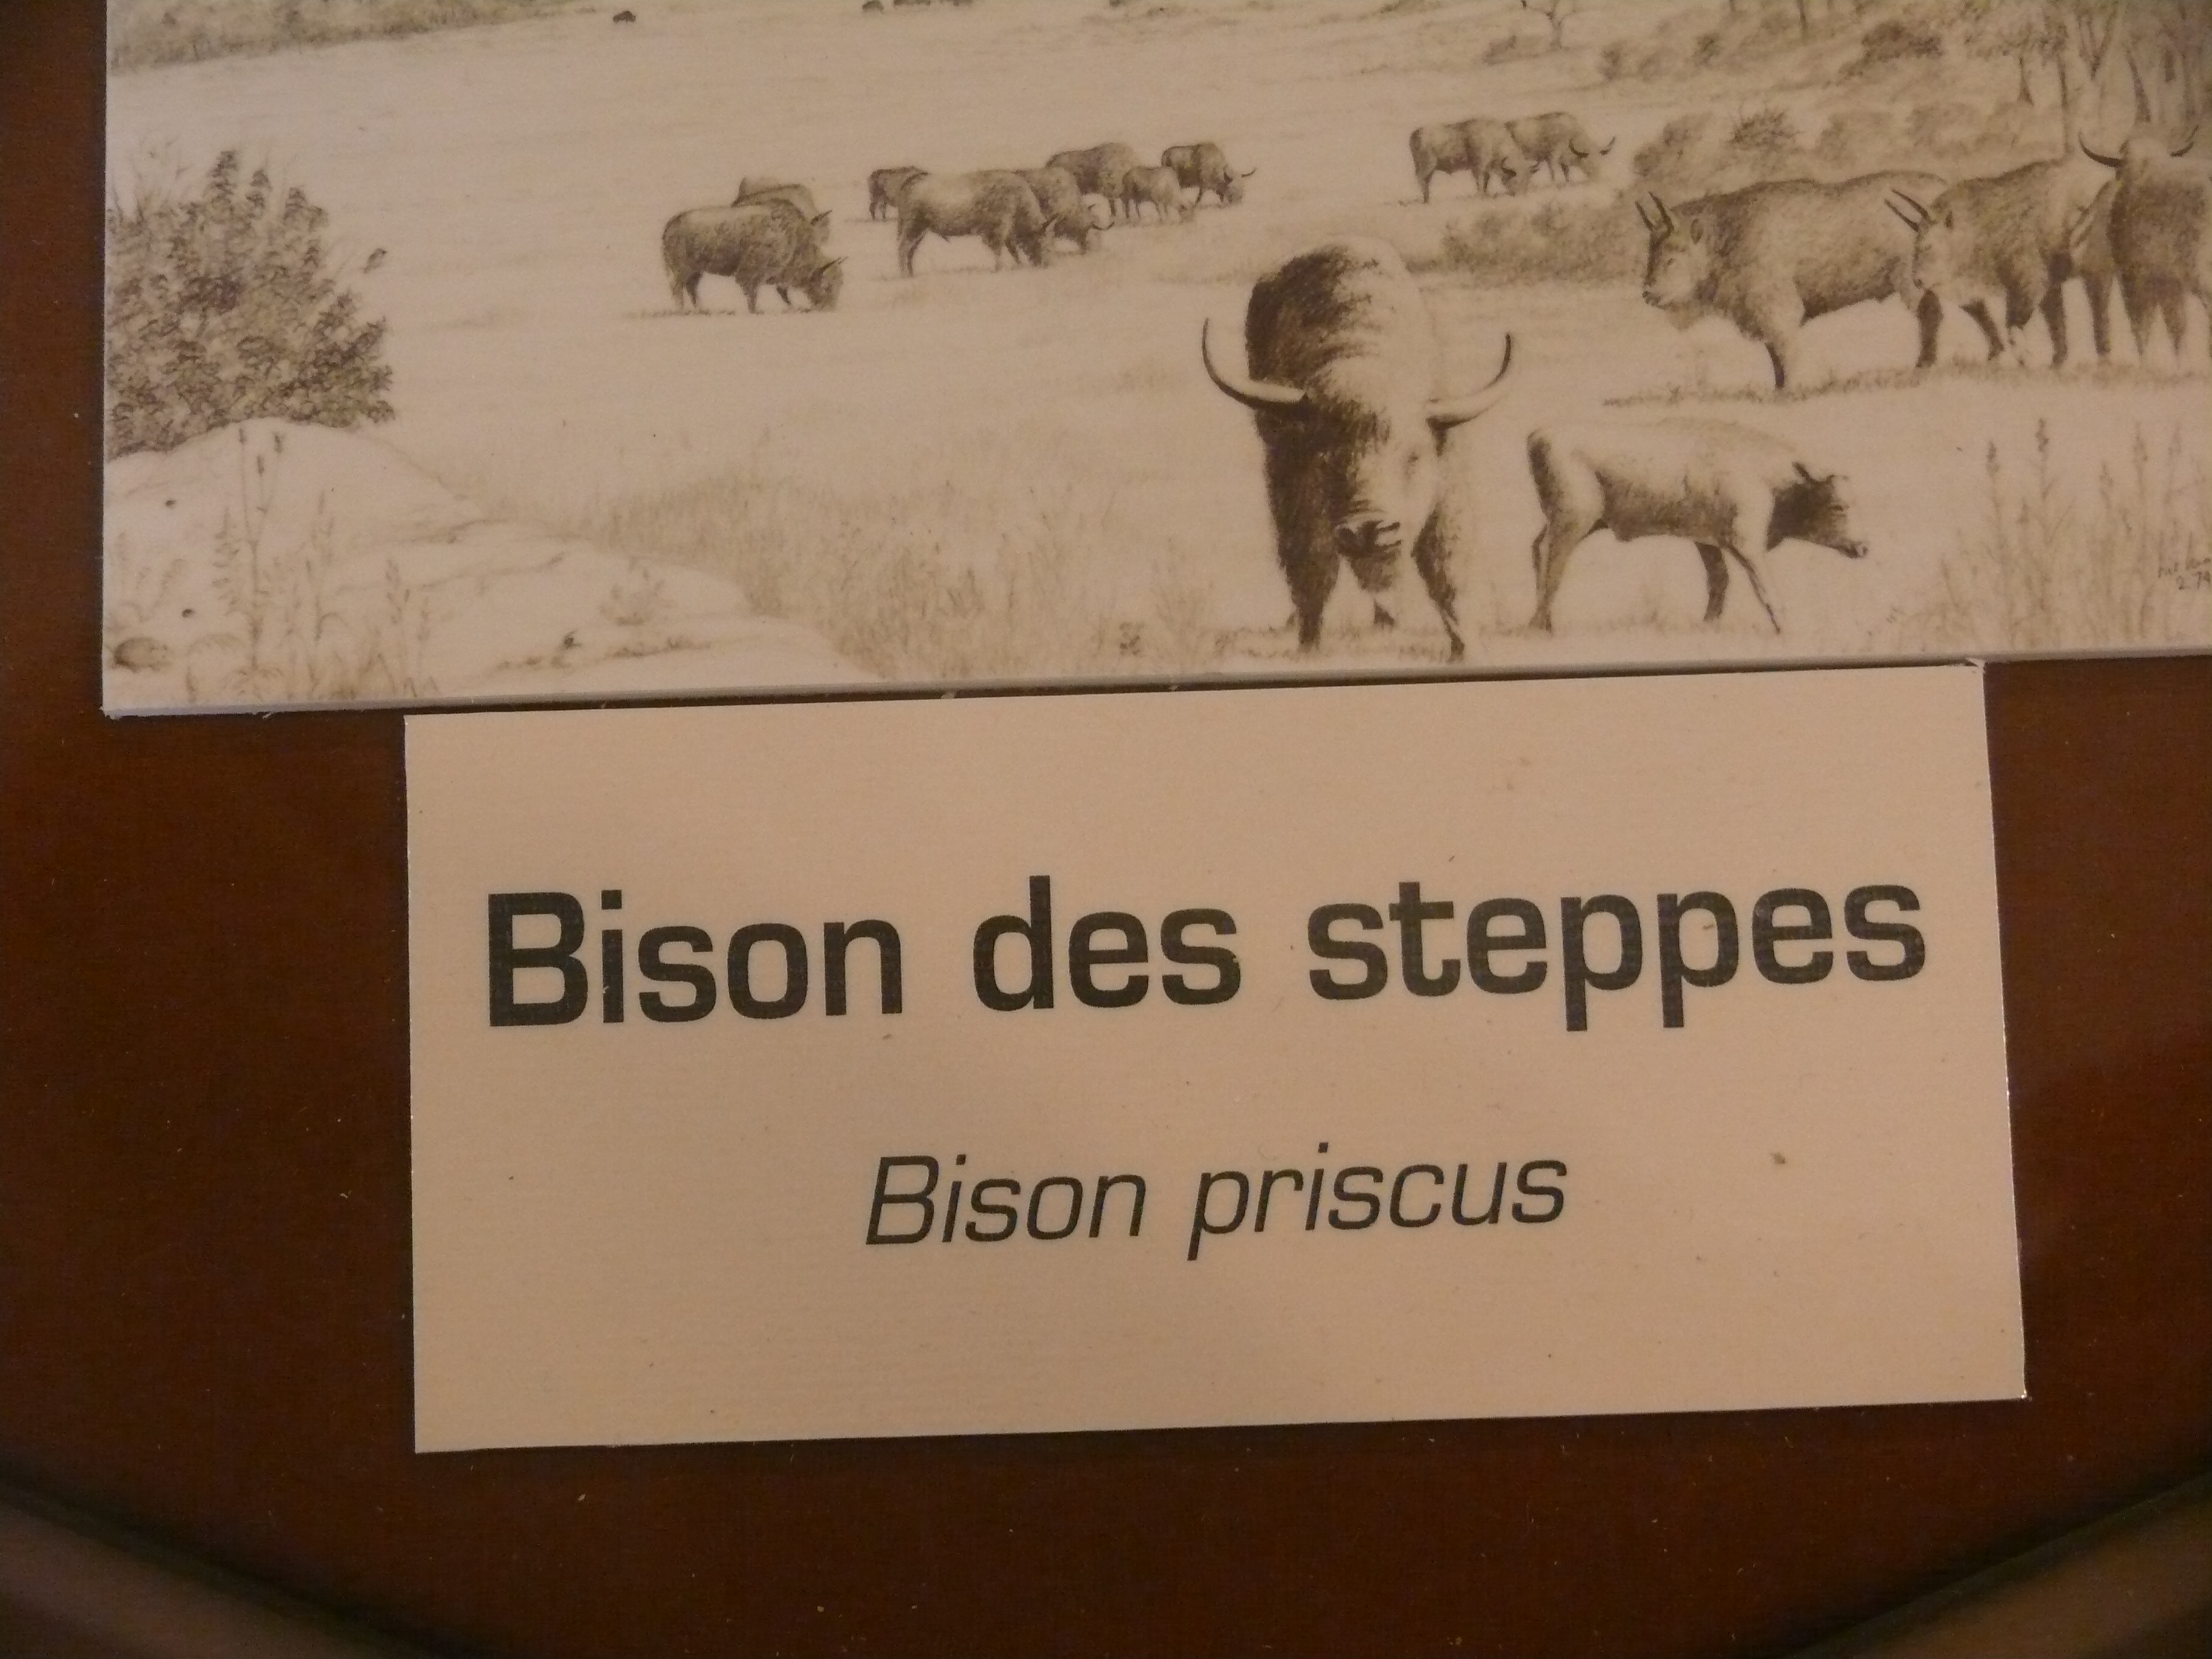 Bison des steppes
Bison priscus